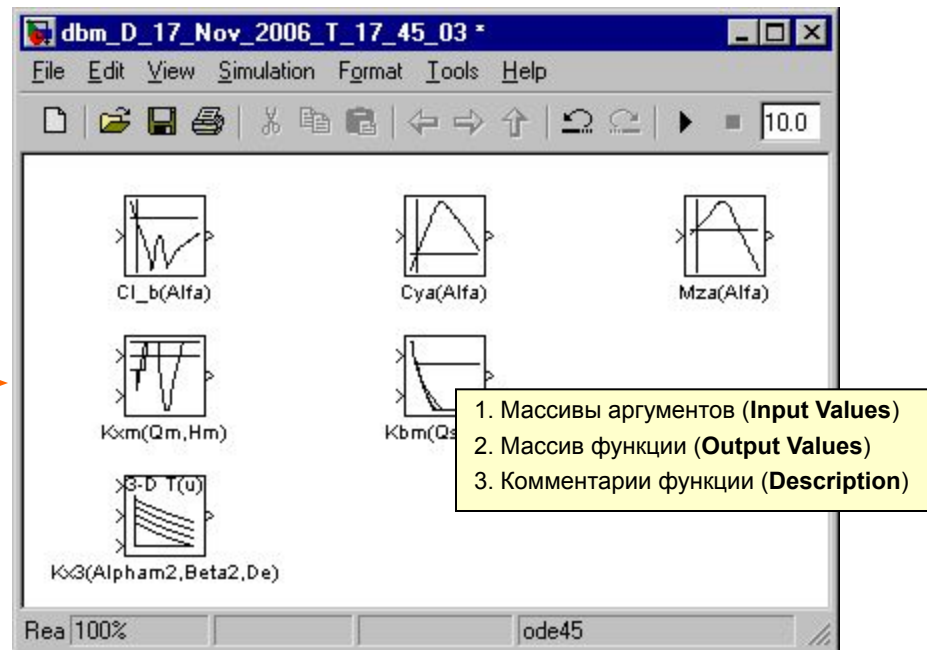 dbm_D_17_Nov_2006_T_17_45_03 *
File Edit View Simulation Format Tools Help
10.0
Cl_b(Alfa)
Cya(Alfa)
Mza(Alfa)
Kxm(Qm,Hm)
Kbm(Qs
1. Массивы аргументов (Input Values)
2. Массив функции (Output Values)
3. Комментарии функции (Description)
3-D T(u)
Kx3(Alpham2,Beta2,De)
Rea 100% ode45